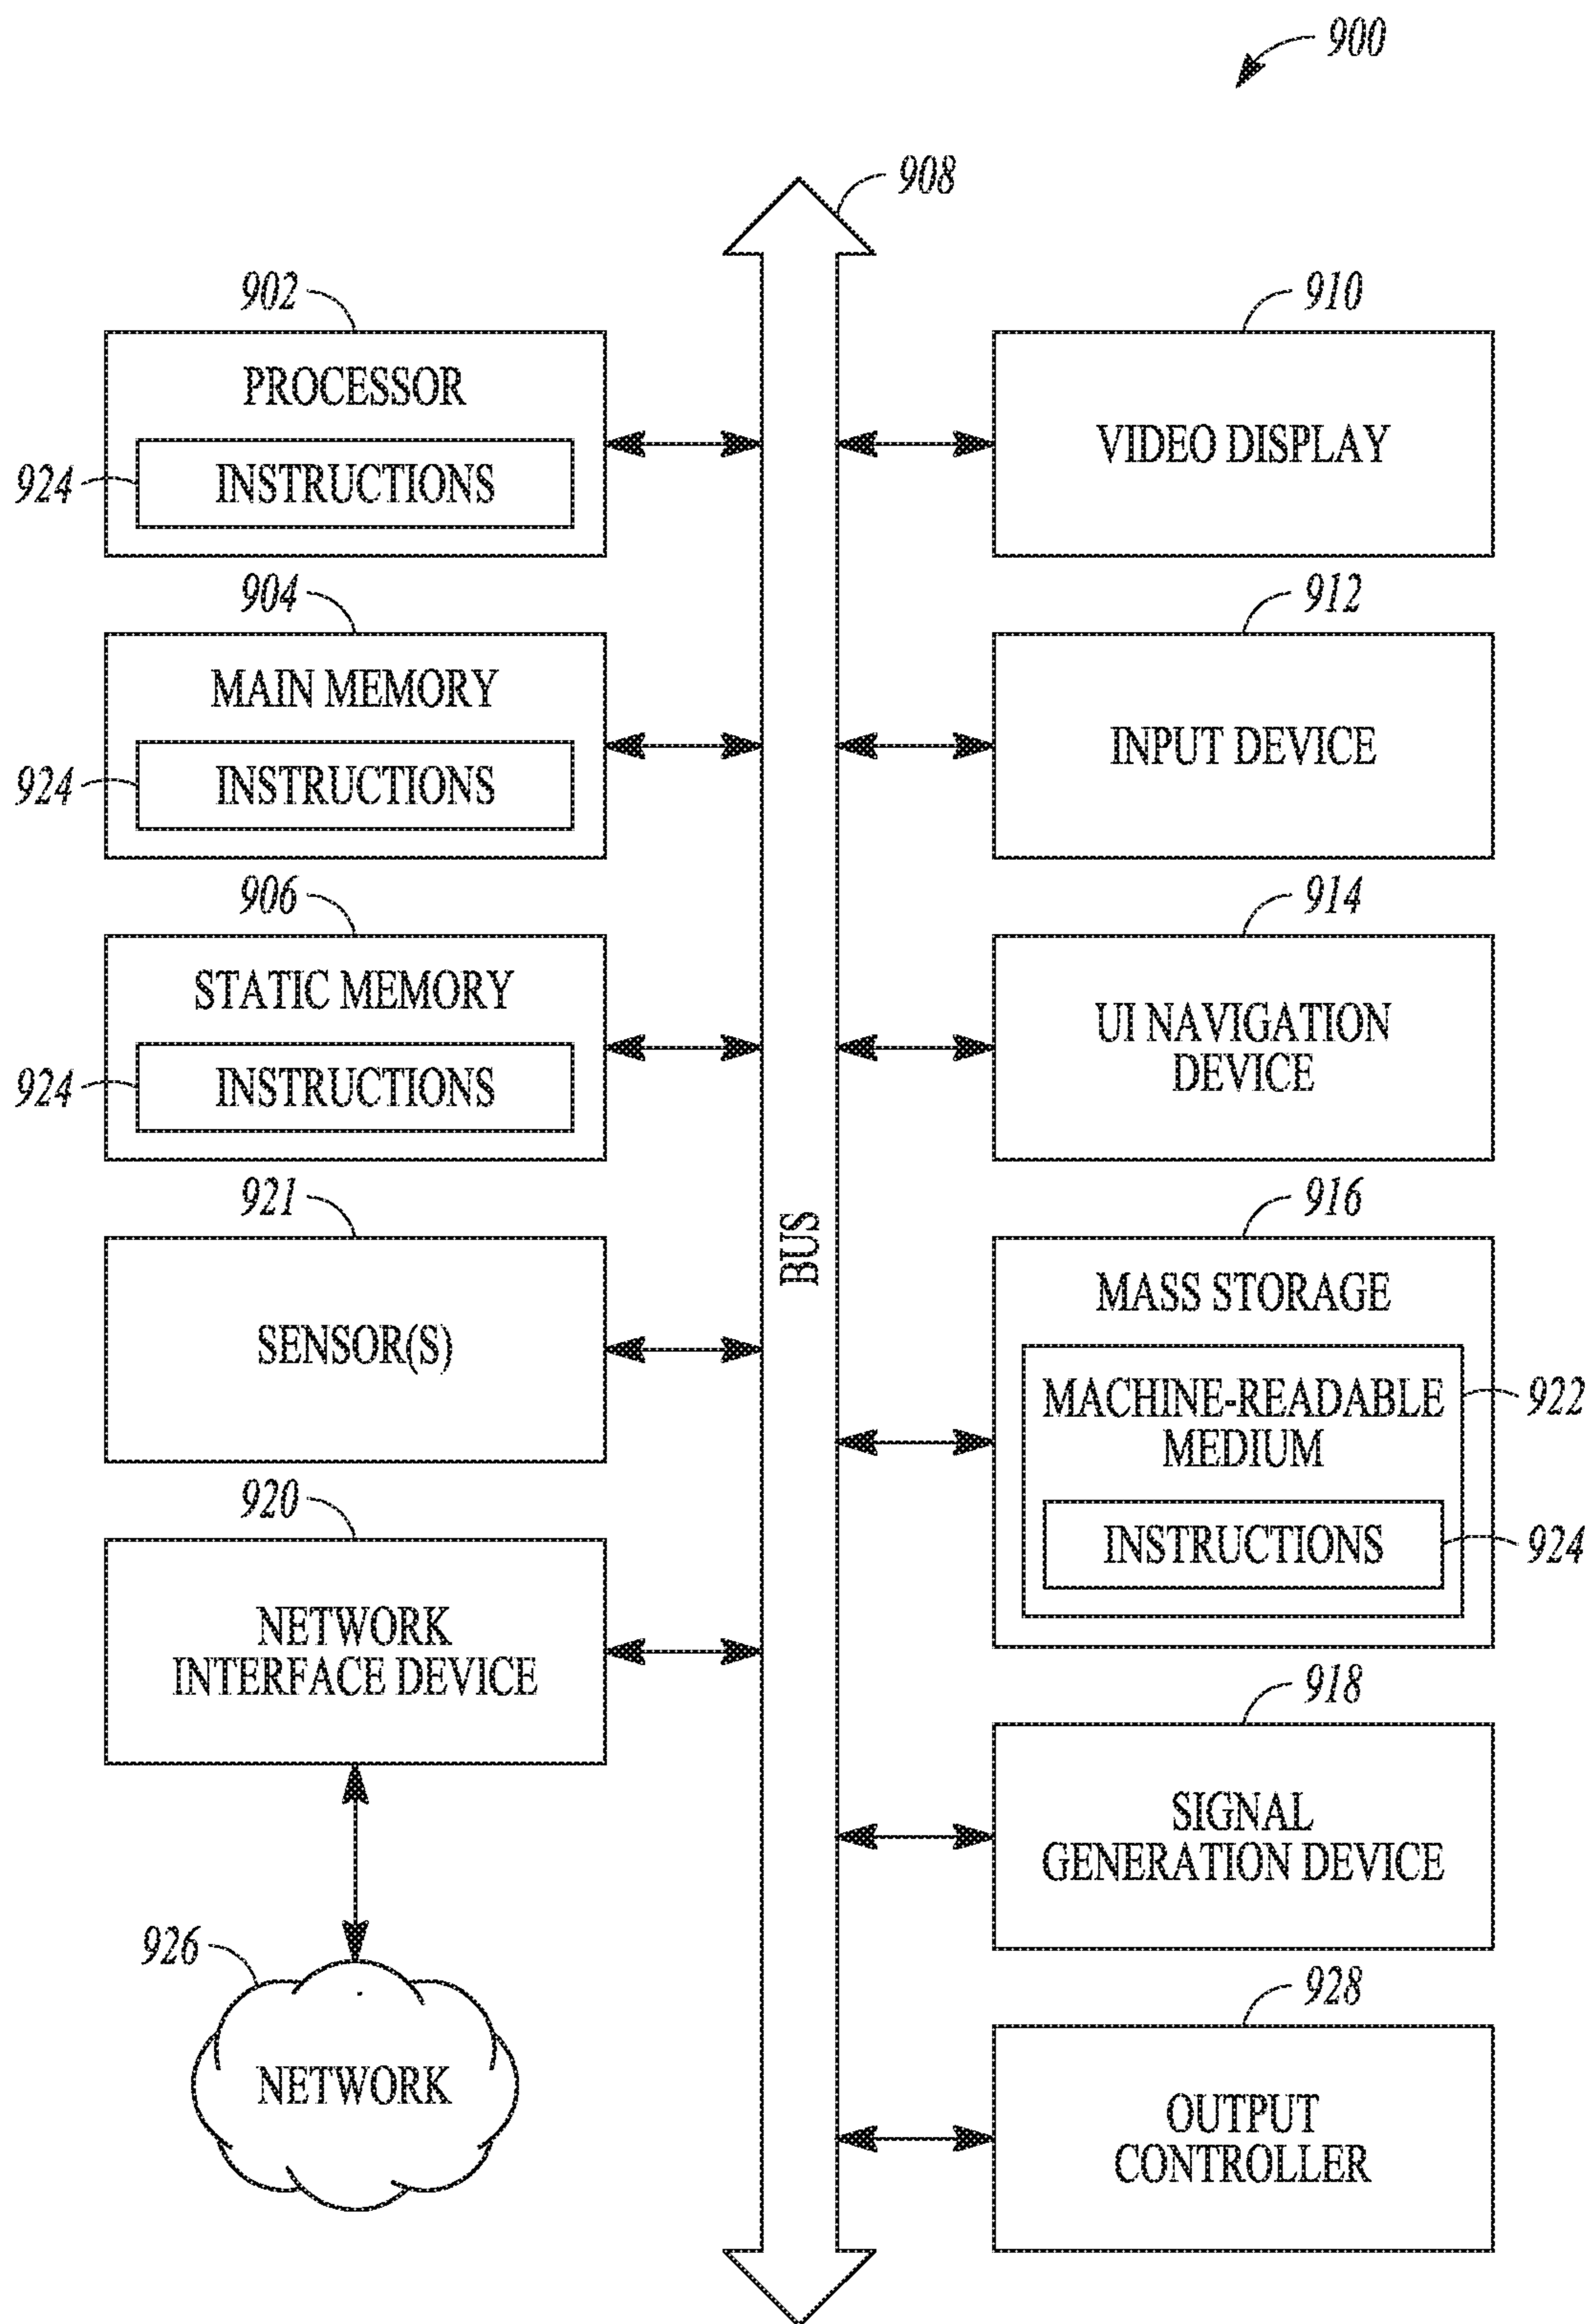 900
908
902
PROCESSOR
924
INSTRUCTIONS
904
MAIN MEMORY
924
INSTRUCTIONS
906
STATIC MEMORY
924
INSTRUCTIONS
921
SENSOR(S)
920
NETWORK
INTERFACE DEVICE
926
NETWORK
BUS
910
VIDEO DISPLAY
912
INPUT DEVICE
914
UI NAVIGATION
DEVICE
916
MASS STORAGE
MACHINE-READABLE
MEDIUM
922
INSTRUCTIONS
924
918
SIGNAL
GENERATION DEVICE
928
OUTPUT
CONTROLLER